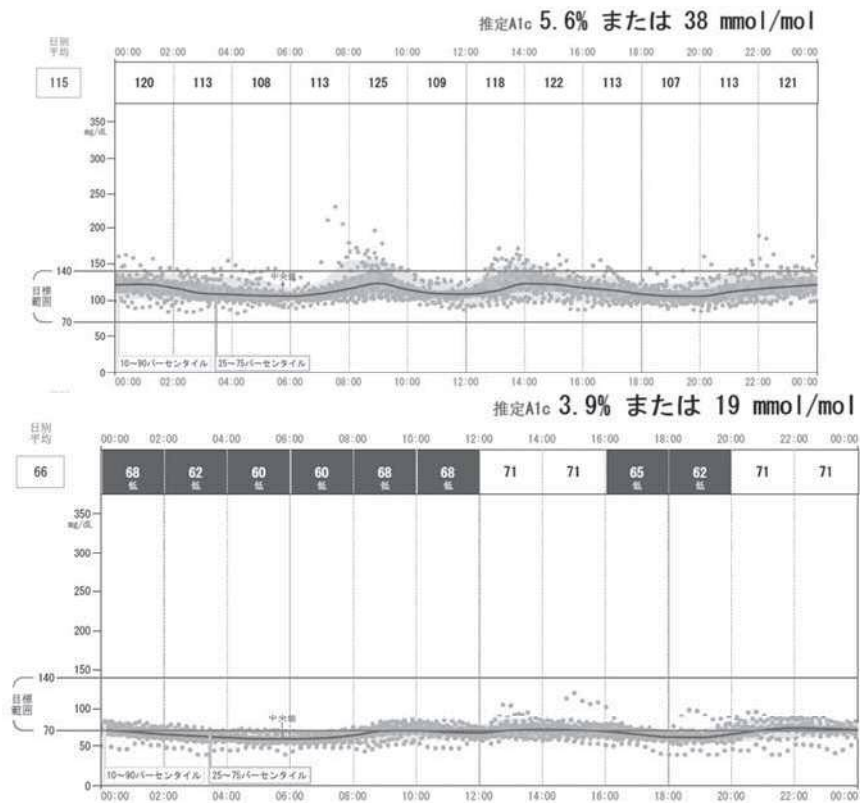 推定A1c 5.6% または 38 mmol/mol
日別
平均
00:00 02:00 04:00 06:00 08:00 10:00 12:00 14:00 16:00 18:00 20:00 22:00 00:00
115 120 113 108 113 125 109 118 122 113 107 113 121
350
mg/dL
300
250
200
150
140
目標
範囲
100
70
50
0
中央値
10~90パーセンタイル 25~75パーセンタイル
00:00 02:00 04:00 06:00 08:00 10:00 12:00 14:00 16:00 18:00 20:00 22:00 00:00
推定A1c 3.9% または 19 mmol/mol
日別
平均
00:00 02:00 04:00 06:00 08:00 10:00 12:00 14:00 16:00 18:00 20:00 22:00 00:00
66 68 62 60 60 68 68 71 71 65 62 71 71
低 低 低 低 低 低 低 低
350
mg/dL
300
250
200
150
140
目標
範囲
100
70
50
0
中央値
10~90パーセンタイル 25~75パーセンタイル
00:00 02:00 04:00 06:00 08:00 10:00 12:00 14:00 16:00 18:00 20:00 22:00 00:00